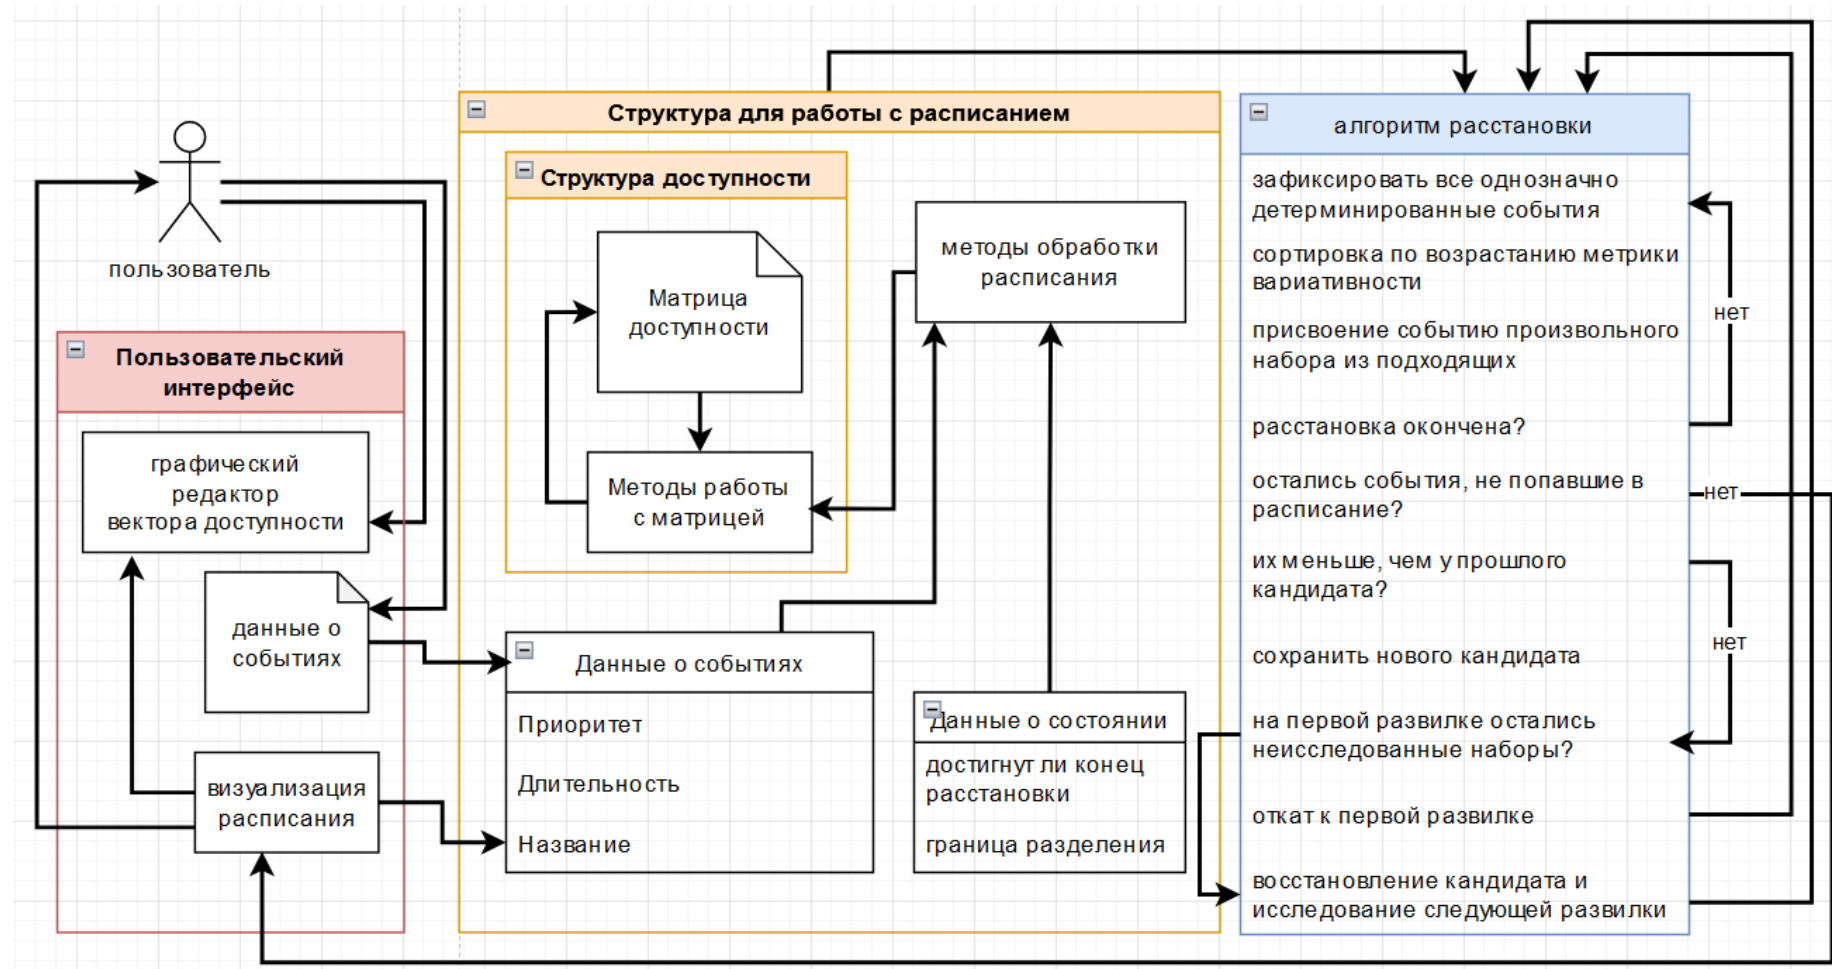 Структура для работы с расписанием
алгоритм расстановки
Структура доступности
зафиксировать все однозначно
детерминированные события
пользователь
методы обработки
расписания
сортировка по возрастанию метрики
вариативности
Матрица
доступности
нет
присвоение событию произвольного
набора из подходящих
Пользовательский
интерфейс
расстановка окончена?
графический
редактор
вектора доступности
Методы работы
с матрицей
остались события, не попавшие в
расписание?
нет
их меньше, чем у прошлого
кандидата?
данные о
событиях
Данные о событиях
сохранить нового кандидата
нет
Приоритет
Данные о состоянии
на первой развилке остались
неисследованные наборы?
визуализация
расписания
Длительность
достигнут ли конец
расстановки
откат к первой развилке
Название
граница разделения
восстановление кандидата и
исследование следующей развилки